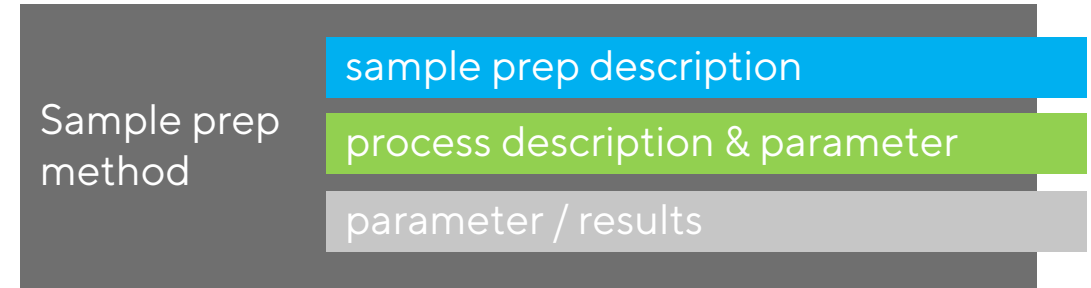 Sample prep
method
sample prep description
process description & parameter
parameter / results